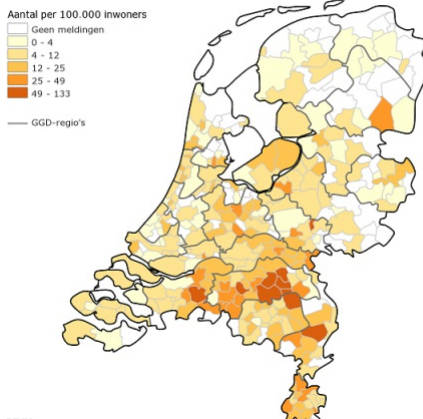 Aantal per 100.000 inwoners
Geen meldingen
0 - 4
4 - 12
12 - 25
25 - 49
49 - 133
GGD-regio's